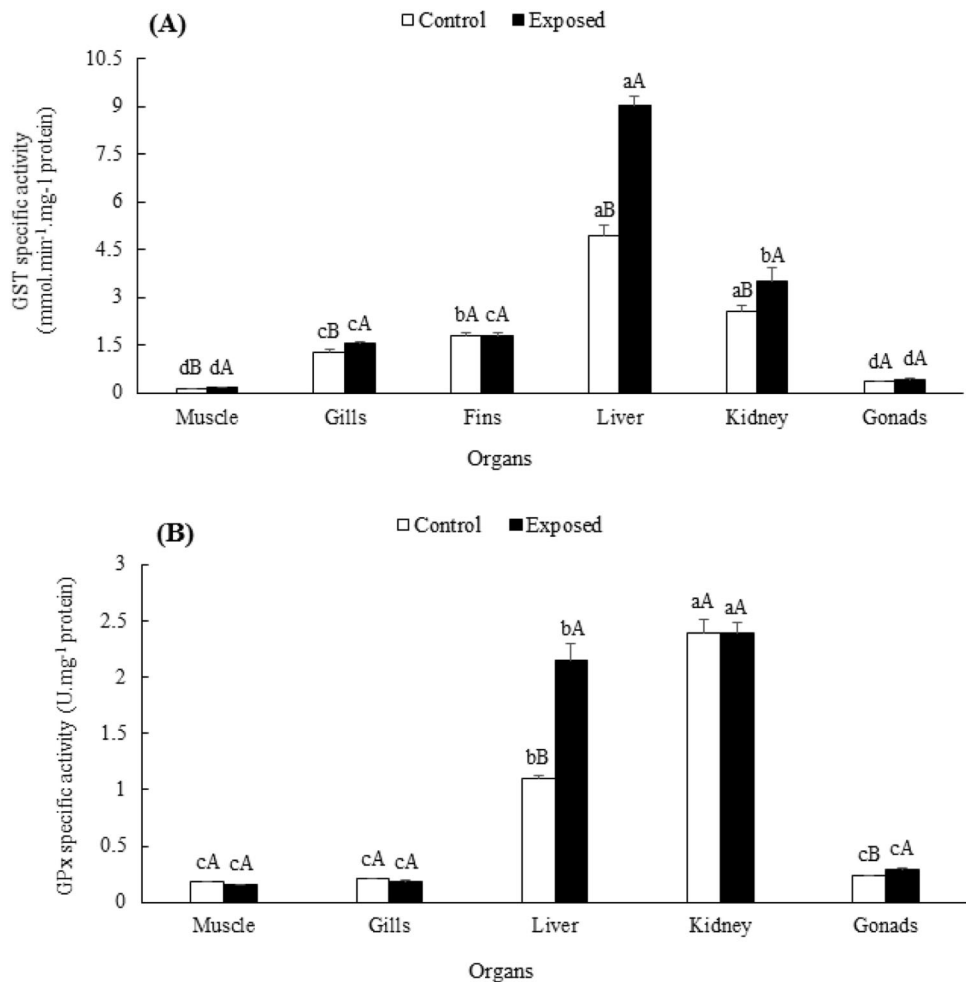 (A)
Control Exposed
10.5
9
7.5
6
4.5
3
1.5
0
GST specific activity
(mmol.min⁻¹.mg-1 protein)
dB dA cB cA bA cA aB aA aB bA dA dA
Muscle Gills Fins Liver Kidney Gonads
Organs
(B)
Control Exposed
3
2.5
2
1.5
1
0.5
0
GPx specific activity (U.mg⁻¹ protein)
cA cA cA cA bB bA aA aA cB cA
Muscle Gills Liver Kidney Gonads
Organs